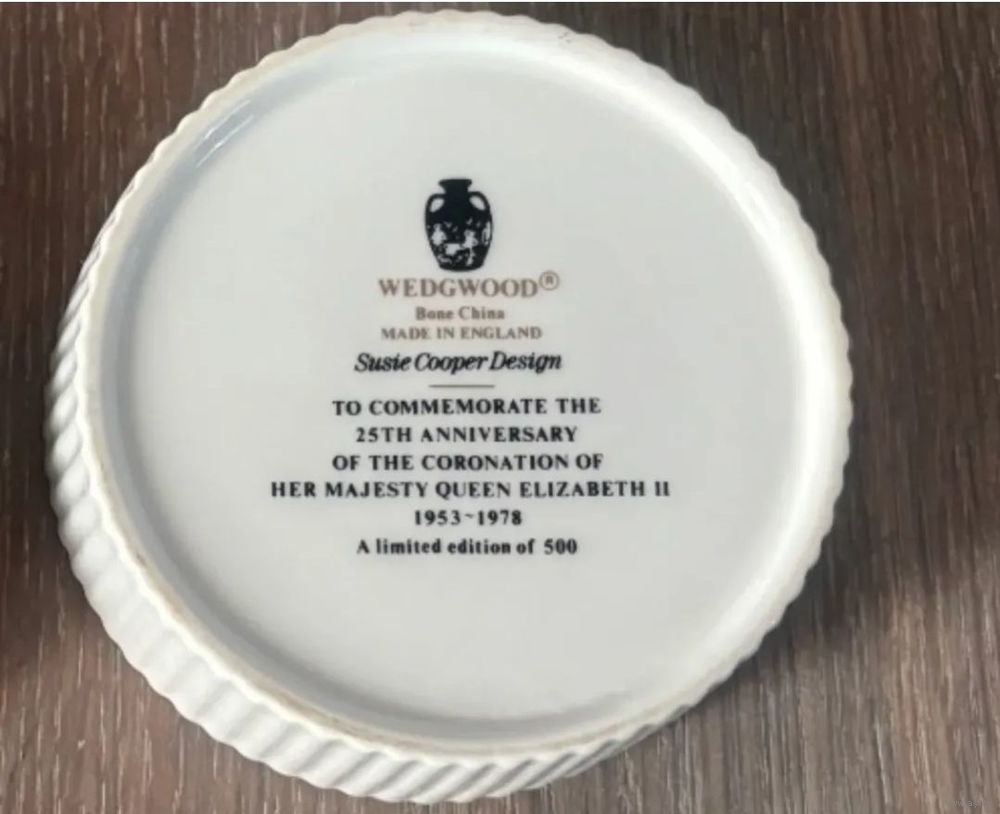 WEDGWOOD®
Bone China
MADE IN ENGLAND
Susie Cooper Design
TO COMMEMORATE THE
25TH ANNIVERSARY
OF THE CORONATION OF
HER MAJESTY QUEEN ELIZABETH II
1953~1978
A limited edition of 500